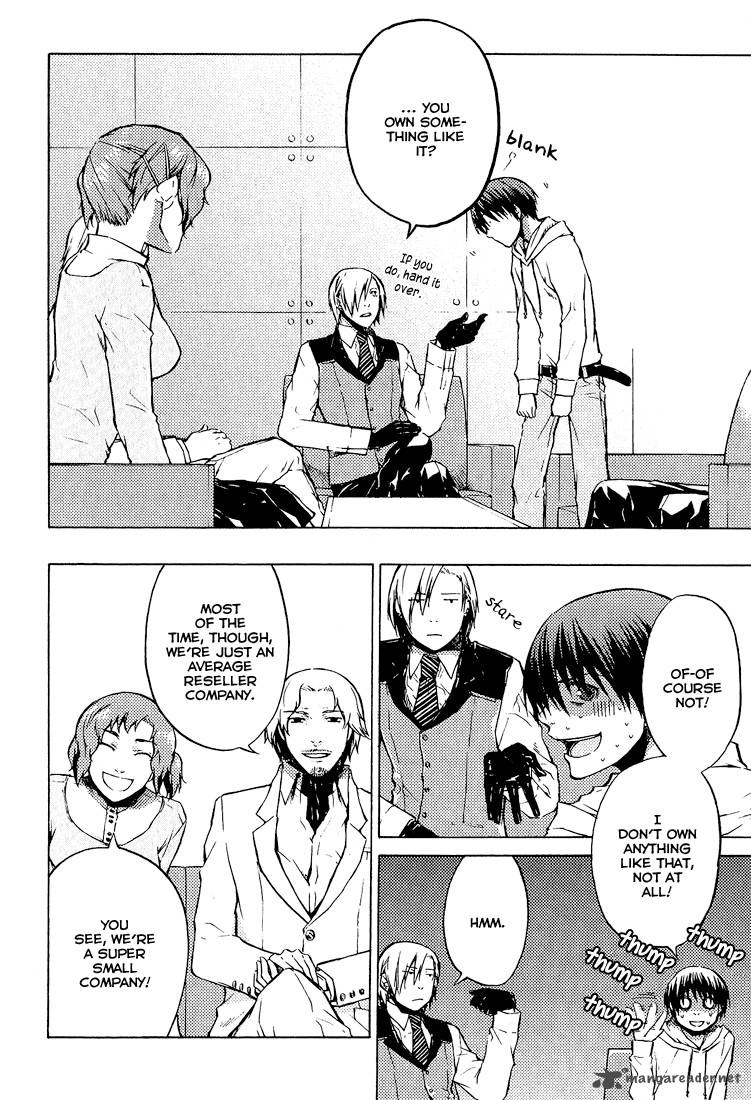 ... YOU
OWN SOME-
THING LIKE
IT?
blank
If you
do, hand it
over.
stare
OF-OF
COURSE
NOT!
I
DON'T OWN
ANYTHING
LIKE THAT,
NOT AT
ALL!
HMM.
thump
thump
thump
thump
MOST
OF THE
TIME, THOUGH,
WE'RE JUST AN
AVERAGE
RESELLER
COMPANY.
YOU
SEE, WE'RE
A SUPER
SMALL
COMPANY!
mangareader.net